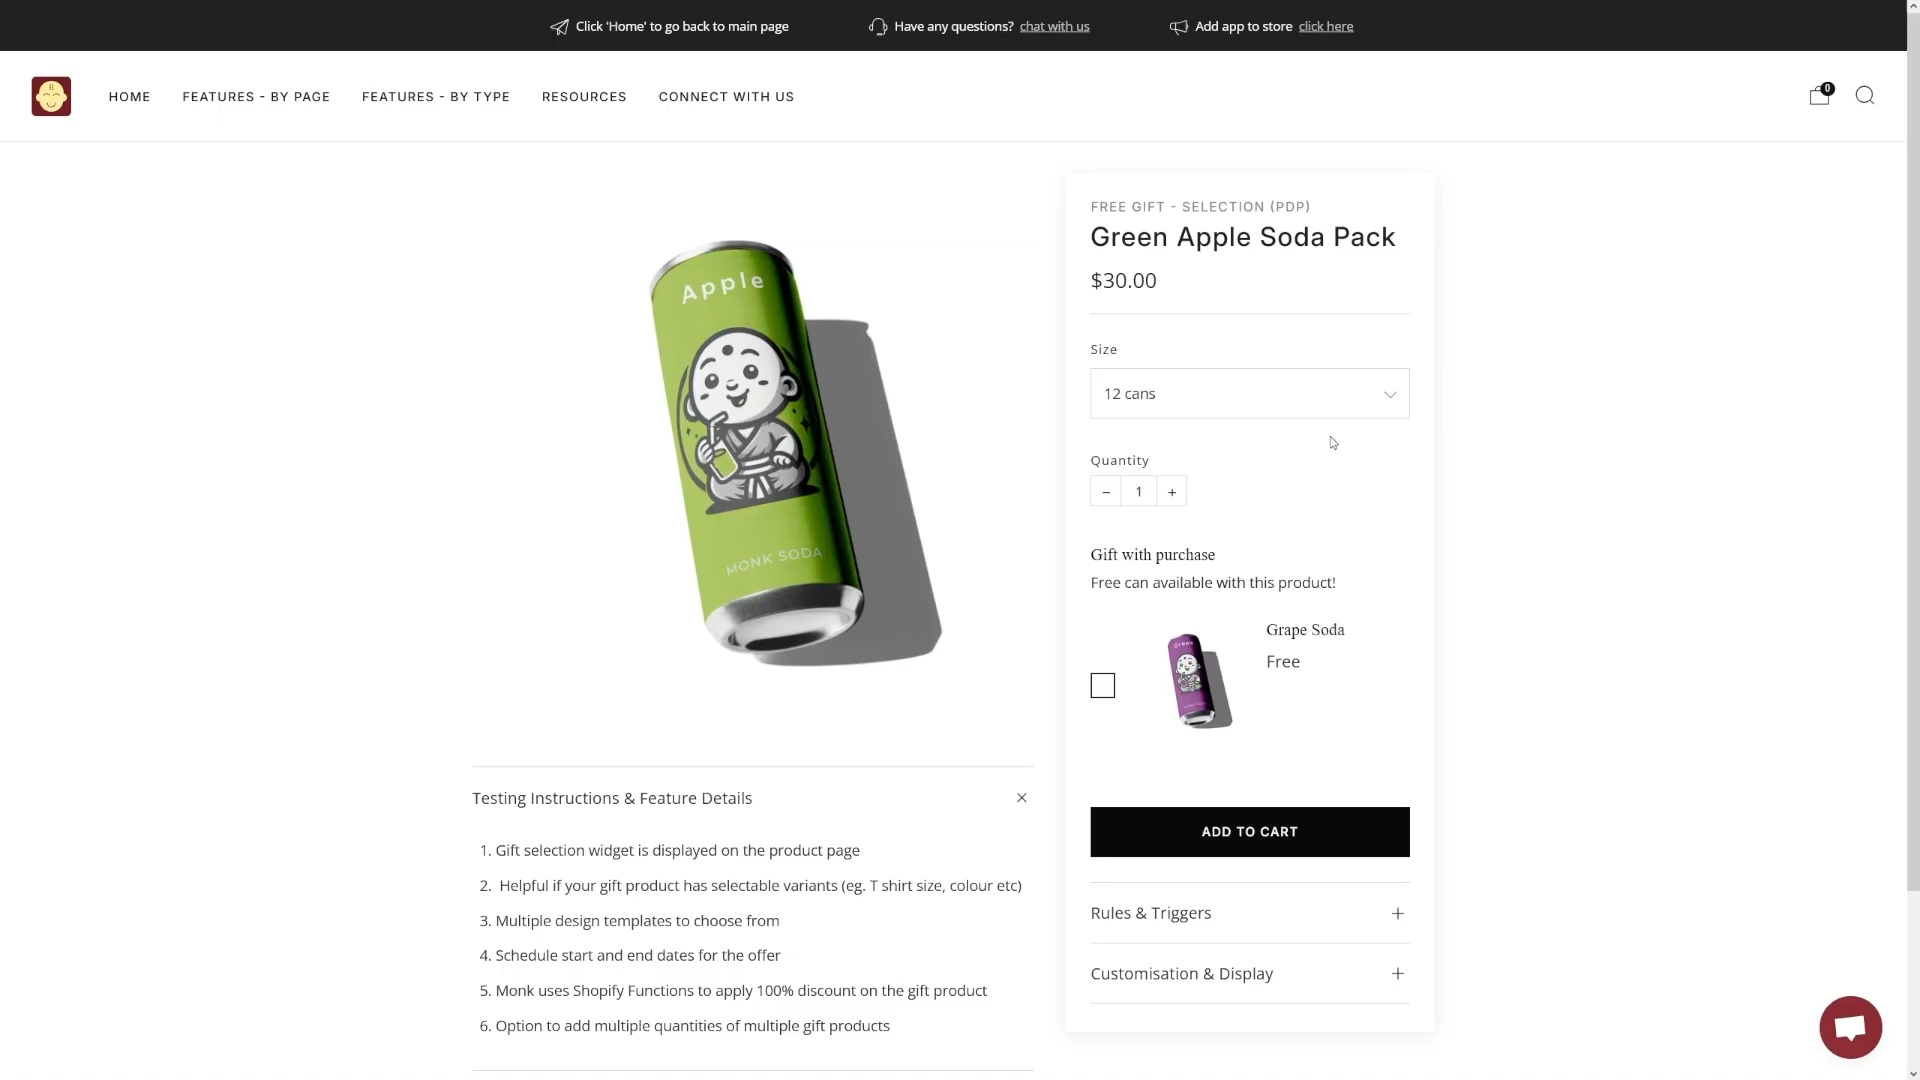 Click 'Home' to go back to main page
Have any questions? chat with us
Add app to store click here
HOME
FEATURES - BY PAGE
FEATURES - BY TYPE
RESOURCES
CONNECT WITH US
0
FREE GIFT - SELECTION (PDP)
Green Apple Soda Pack
$30.00
Size
12 cans
Quantity
− 1 +
Gift with purchase
Free can available with this product!
Grape Soda
Free
ADD TO CART
Rules & Triggers
Customisation & Display
Apple
MONK SODA
Testing Instructions & Feature Details
1. Gift selection widget is displayed on the product page
2. Helpful if your gift product has selectable variants (eg. T shirt size, colour etc)
3. Multiple design templates to choose from
4. Schedule start and end dates for the offer
5. Monk uses Shopify Functions to apply 100% discount on the gift product
6. Option to add multiple quantities of multiple gift products